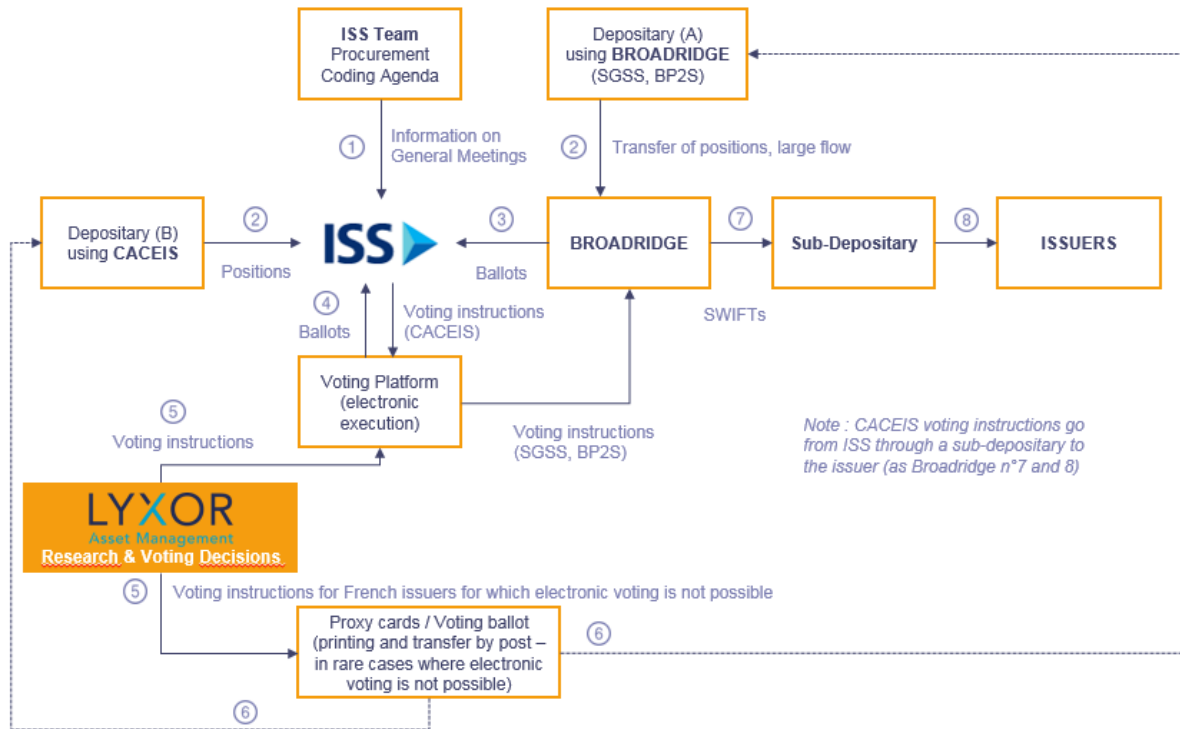 ISS Team
Procurement
Coding Agenda
Depositary (A)
using BROADRIDGE
(SGSS, BP2S)
1
Information on
General Meetings
2
Transfer of positions, large flow
Depositary (B)
using CACEIS
2
Positions
ISS
3
Ballots
BROADRIDGE
7
SWIFTs
Sub-Depositary
8
ISSUERS
4
Ballots
Voting instructions
(CACEIS)
Voting Platform
(electronic
execution)
5
Voting instructions
Voting instructions
(SGSS, BP2S)
Note : CACEIS voting instructions go
from ISS through a sub-depositary to
the issuer (as Broadridge n°7 and 8)
LYXOR
Asset Management
Research & Voting Decisions
5
Voting instructions for French issuers for which electronic voting is not possible
Proxy cards / Voting ballot
(printing and transfer by post –
in rare cases where electronic
voting is not possible)
6
6